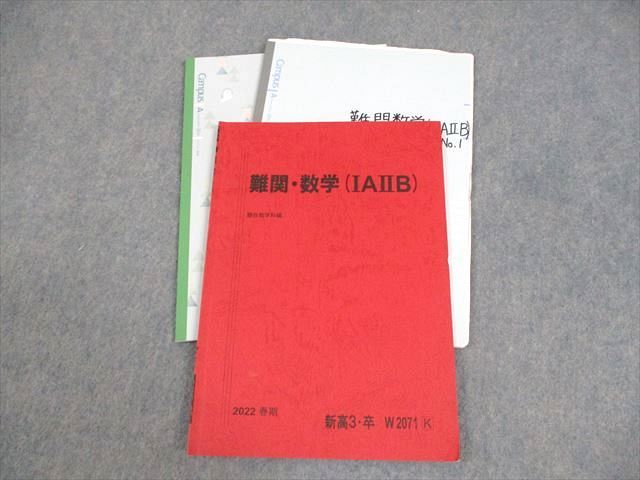 Campus A
Campus A
難関数学
(AⅡB)
No.1
難関・数学(ⅠAⅡB)
駿台数学科編
2022 春期
新高3・卒 W2071 K